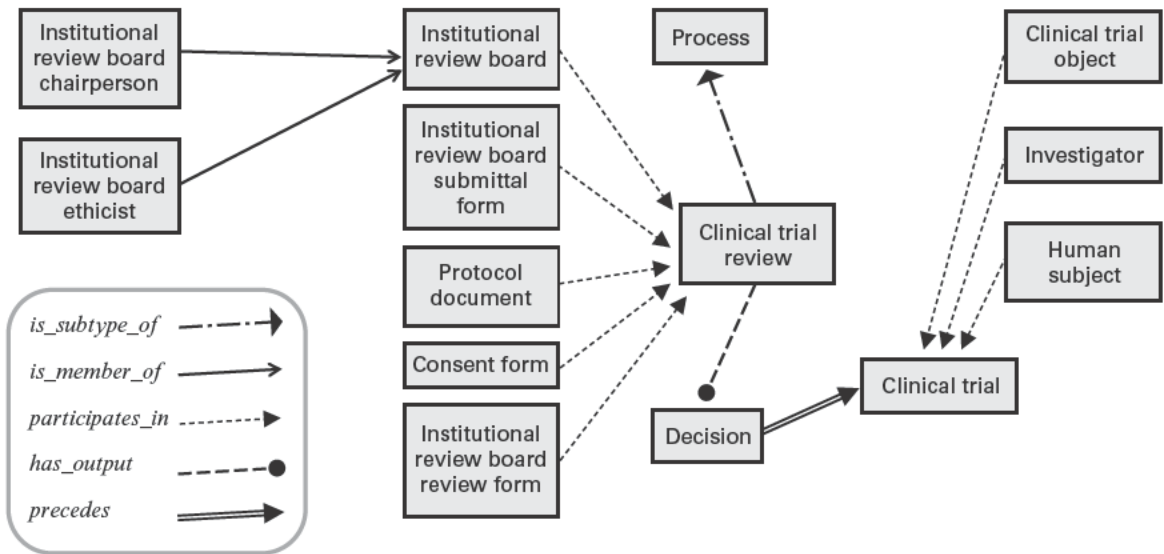 Institutional
review board
chairperson
Institutional
review board
ethicist
Institutional
review board
Institutional
review board
submittal
form
Protocol
document
Consent form
Institutional
review board
review form
Process
Clinical trial
review
Decision
Clinical trial
object
Investigator
Human
subject
Clinical trial
is_subtype_of
is_member_of
participates_in
has_output
precedes